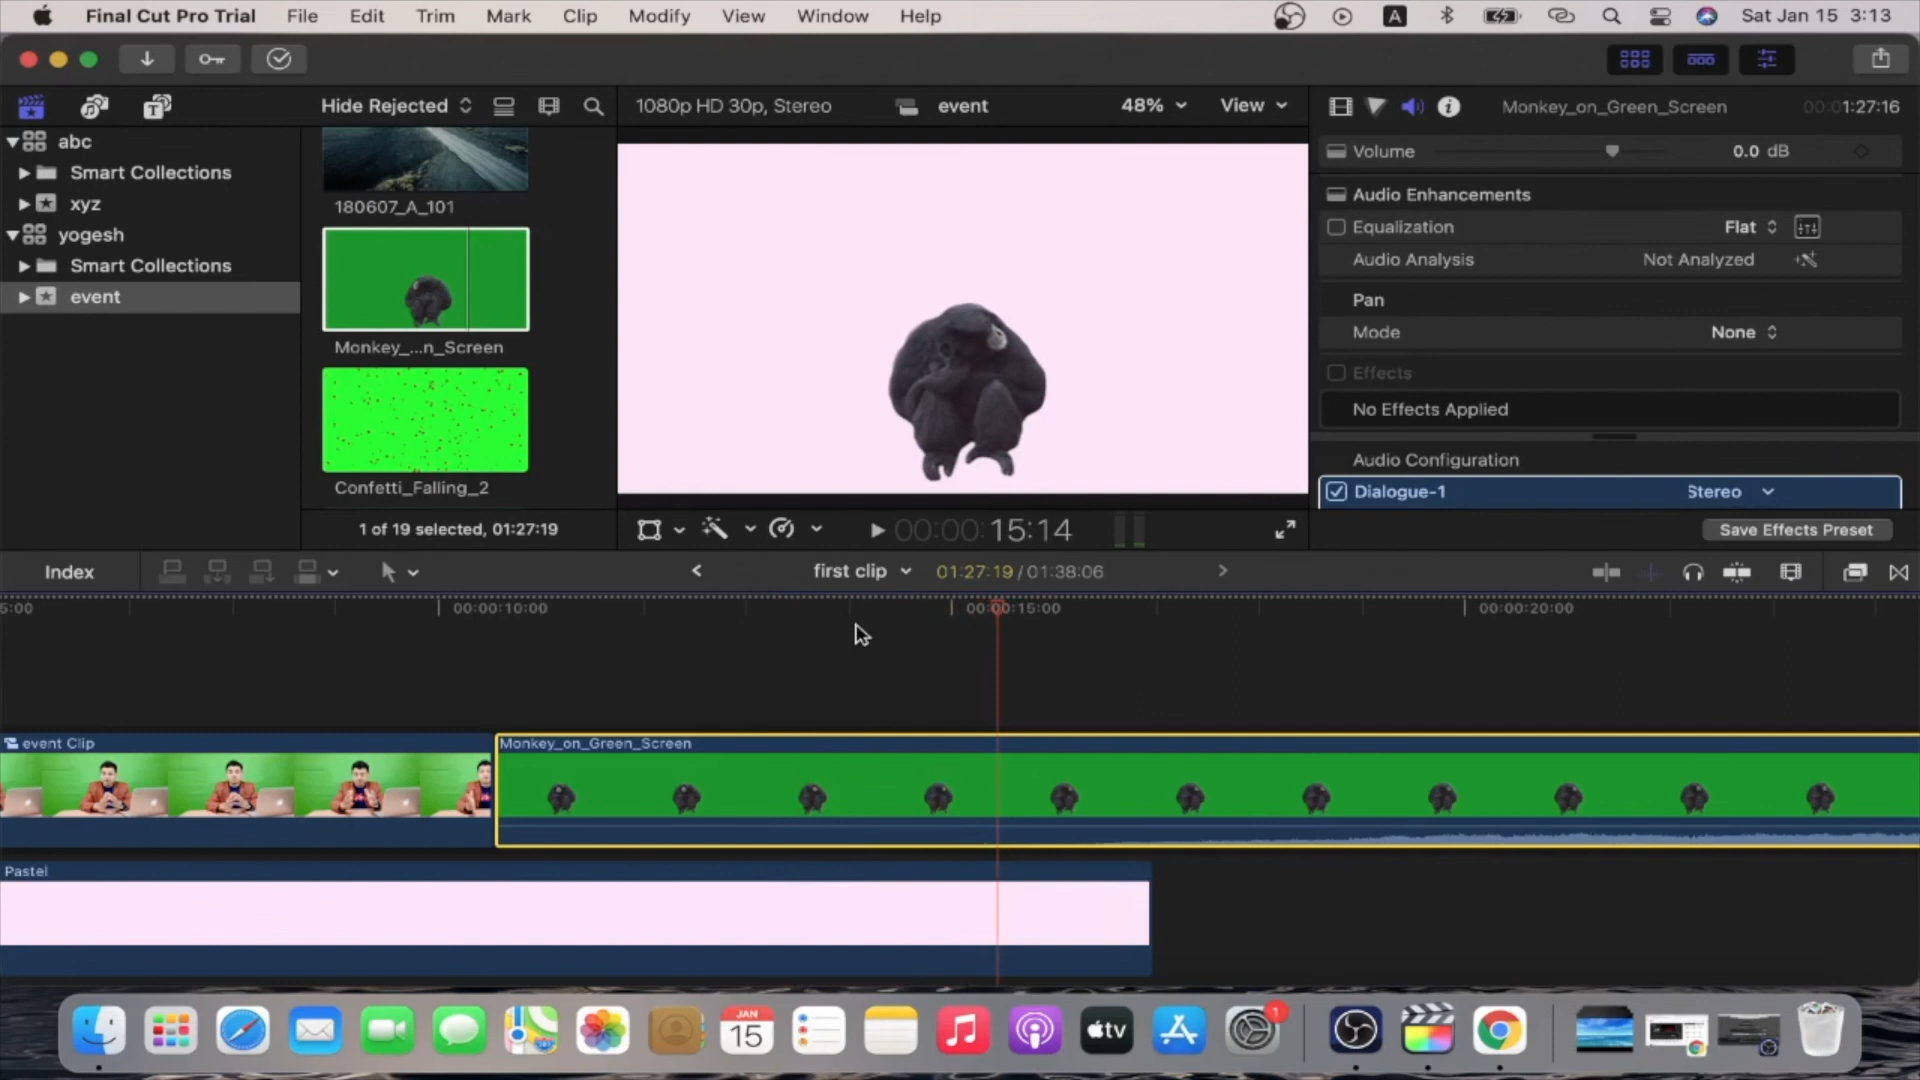 Final Cut Pro Trial File Edit Trim Mark Clip Modify View Window Help A Sat Jan 15 3:13
Hide Rejected 1080p HD 30p, Stereo event 48% View Monkey_on_Green_Screen 00:01:27:16
abc
Smart Collections
xyz
yogesh
Smart Collections
event
180607_A_101
Monkey_...n_Screen
Confetti_Falling_2
1 of 19 selected, 01:27:19
00:00:15:14
Volume 0.0 dB
Audio Enhancements
Equalization Flat
Audio Analysis Not Analyzed
Pan
Mode None
Effects
No Effects Applied
Audio Configuration
Dialogue-1 Stereo
Save Effects Preset
Index first clip 01:27:19 / 01:38:06
5:00 00:00:10:00 00:00:15:00 00:00:20:00
event Clip Monkey_on_Green_Screen
Pastel
JAN
15
tv
1